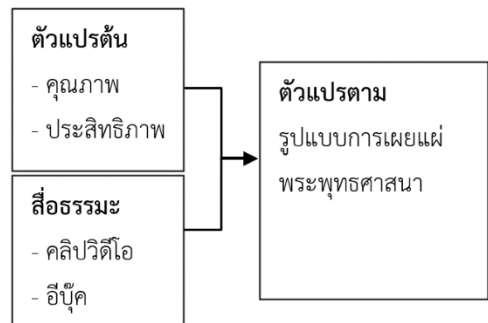 ตัวแปรต้น
- คุณภาพ
- ประสิทธิภาพ
สื่อธรรมะ
- คลิปวิดีโอ
- อีบุ๊ค
ตัวแปรตาม
รูปแบบการเผยแผ่
พระพุทธศาสนา